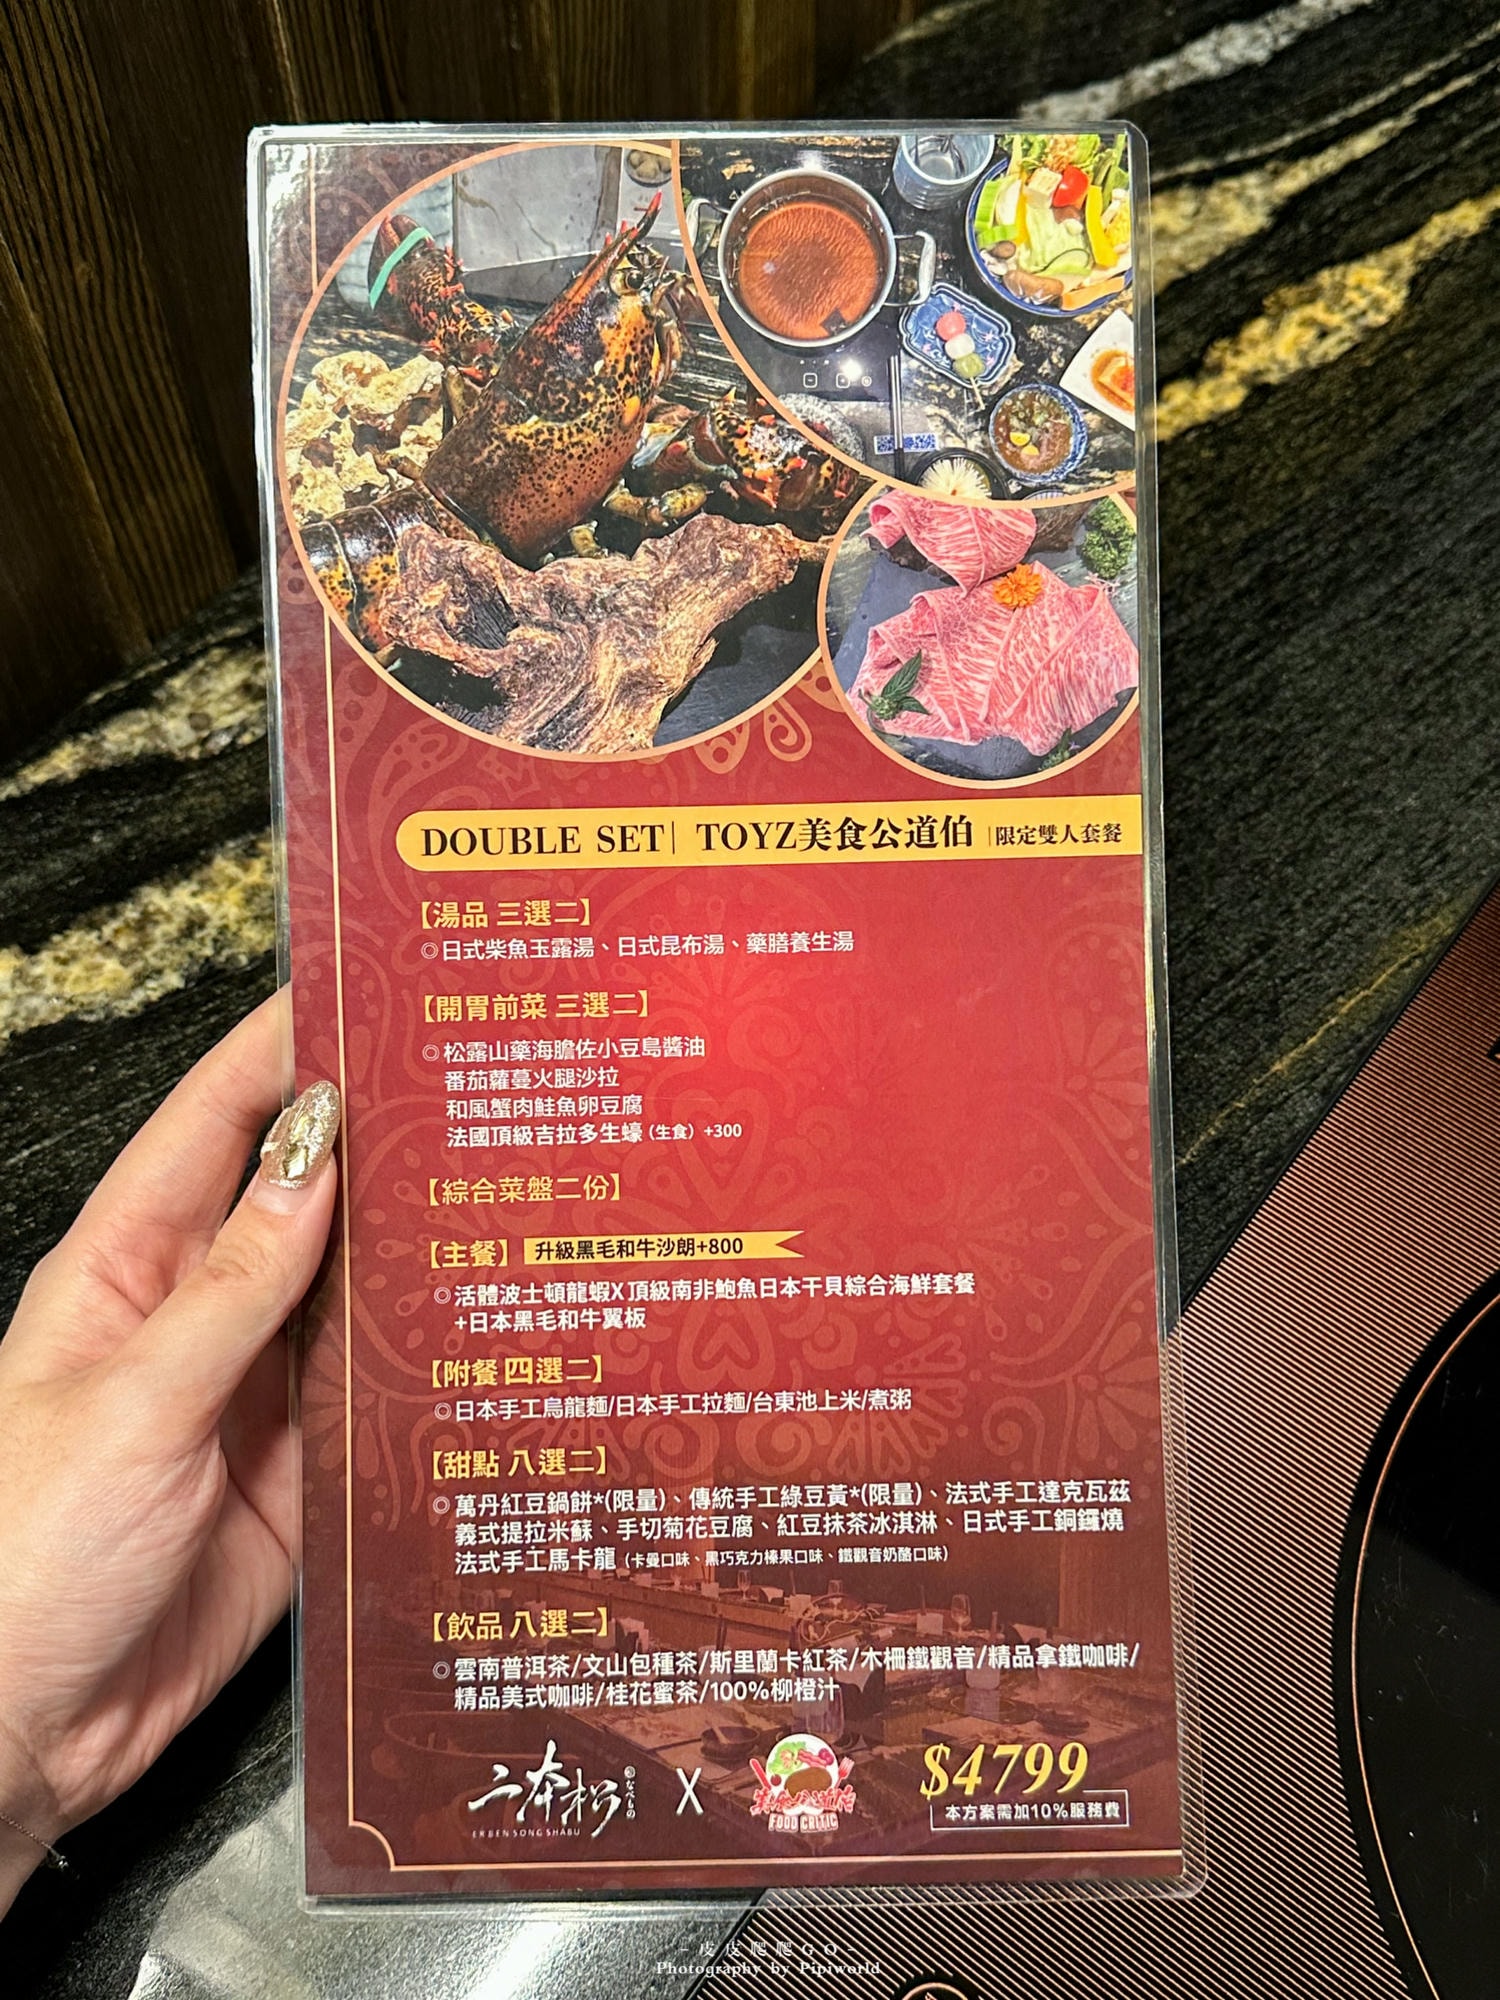 DOUBLE SET| TOYZ美食公道伯 |限定雙人套餐
【湯品 三選二】
◎日式柴魚玉露湯、日式昆布湯、藥膳養生湯
【開胃前菜 三選二】
◎松露山藥海膽佐小豆島醬油
番茄蘿蔓火腿沙拉
和風蟹肉鮭魚卵豆腐
法國頂級吉拉多生蠔（生食）+300
【綜合菜盤二份】
【主餐】 升級黑毛和牛沙朗+800
◎活體波士頓龍蝦X頂級南非鮑魚日本干貝綜合海鮮套餐
+日本黑毛和牛翼板
【附餐 四選二】
◎日本手工烏龍麵/日本手工拉麵/台東池上米/煮粥
【甜點 八選二】
◎萬丹紅豆鍋餅*(限量)、傳統手工綠豆黃*(限量)、法式手工達克瓦茲
義式提拉米蘇、手切菊花豆腐、紅豆抹茶冰淇淋、日式手工銅鑼燒
法式手工馬卡龍（卡曼口味、黑巧克力榛果口味、鐵觀音奶酪口味）
【飲品 八選二】
◎雲南普洱茶/文山包種茶/斯里蘭卡紅茶/木柵鐵觀音/精品拿鐵咖啡/
精品美式咖啡/桂花蜜茶/100%柳橙汁
二本松 なべもの
ERBEN SONG SHABU
X
美食公道伯
FOOD CRITIC
$4799
本方案需加10%服務費
- 皮皮爬爬GO -
Photography by Pipiworld